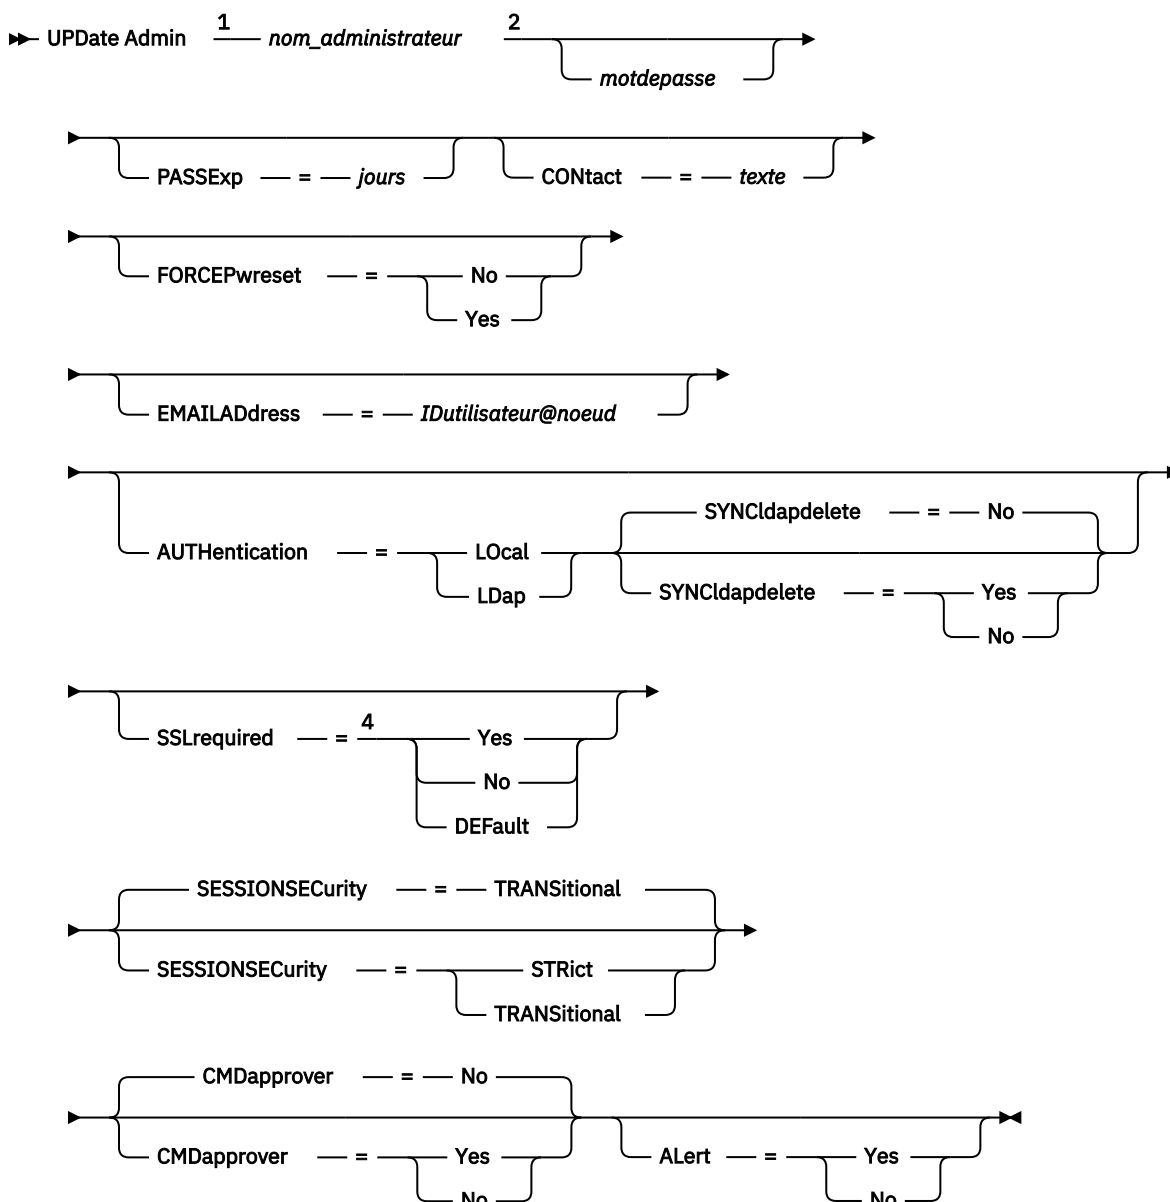 1 2
UPDate Admin nom_administrateur
motdepasse
PASSExp = jours CONtact = texte
FORCEPwreset = No
Yes
EMAILADdress = IDutilisateur@noeud
SYNCldapdelete = No
AUTHentication = LOcal
LDap SYNCldapdelete = Yes
No
4
SSLrequired = Yes
No
DEFault
SESSIONSECurity = TRANSitional
SESSIONSECurity = STRict
TRANSitional
CMDapprover = No
CMDapprover = Yes ALert = Yes
No No